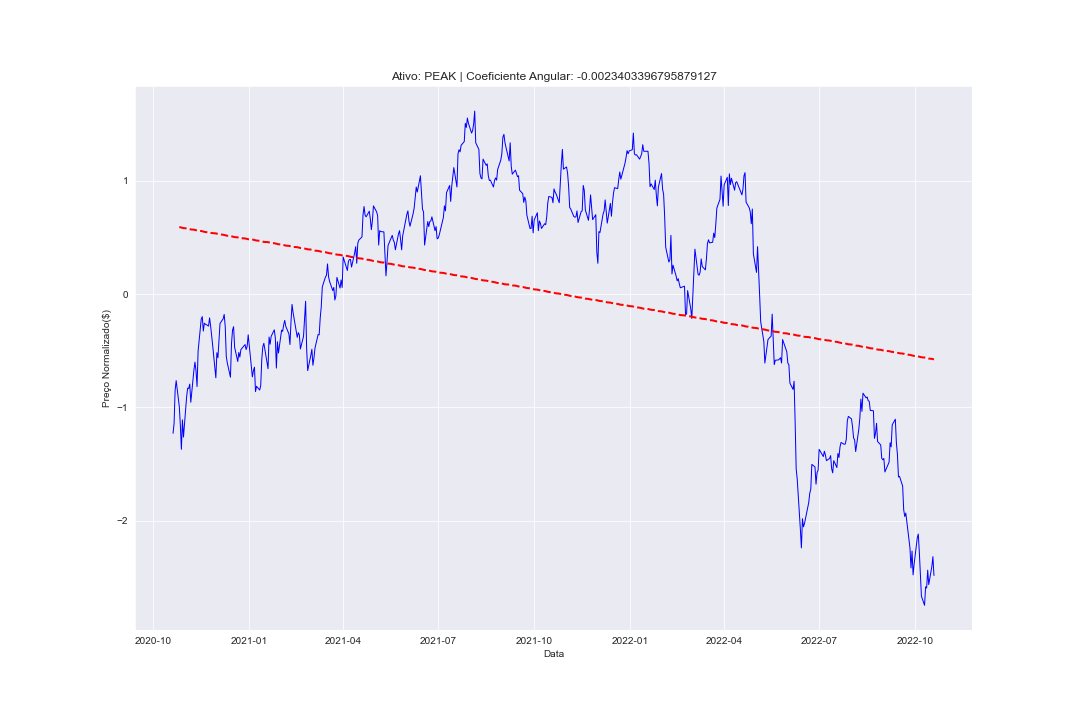 Ativo: PEAK | Coeficiente Angular: -0.0023403396795879127
Preço Normalizado($)
1
0
−1
−2
2020-10 2021-01 2021-04 2021-07 2021-10 2022-01 2022-04 2022-07 2022-10
Data